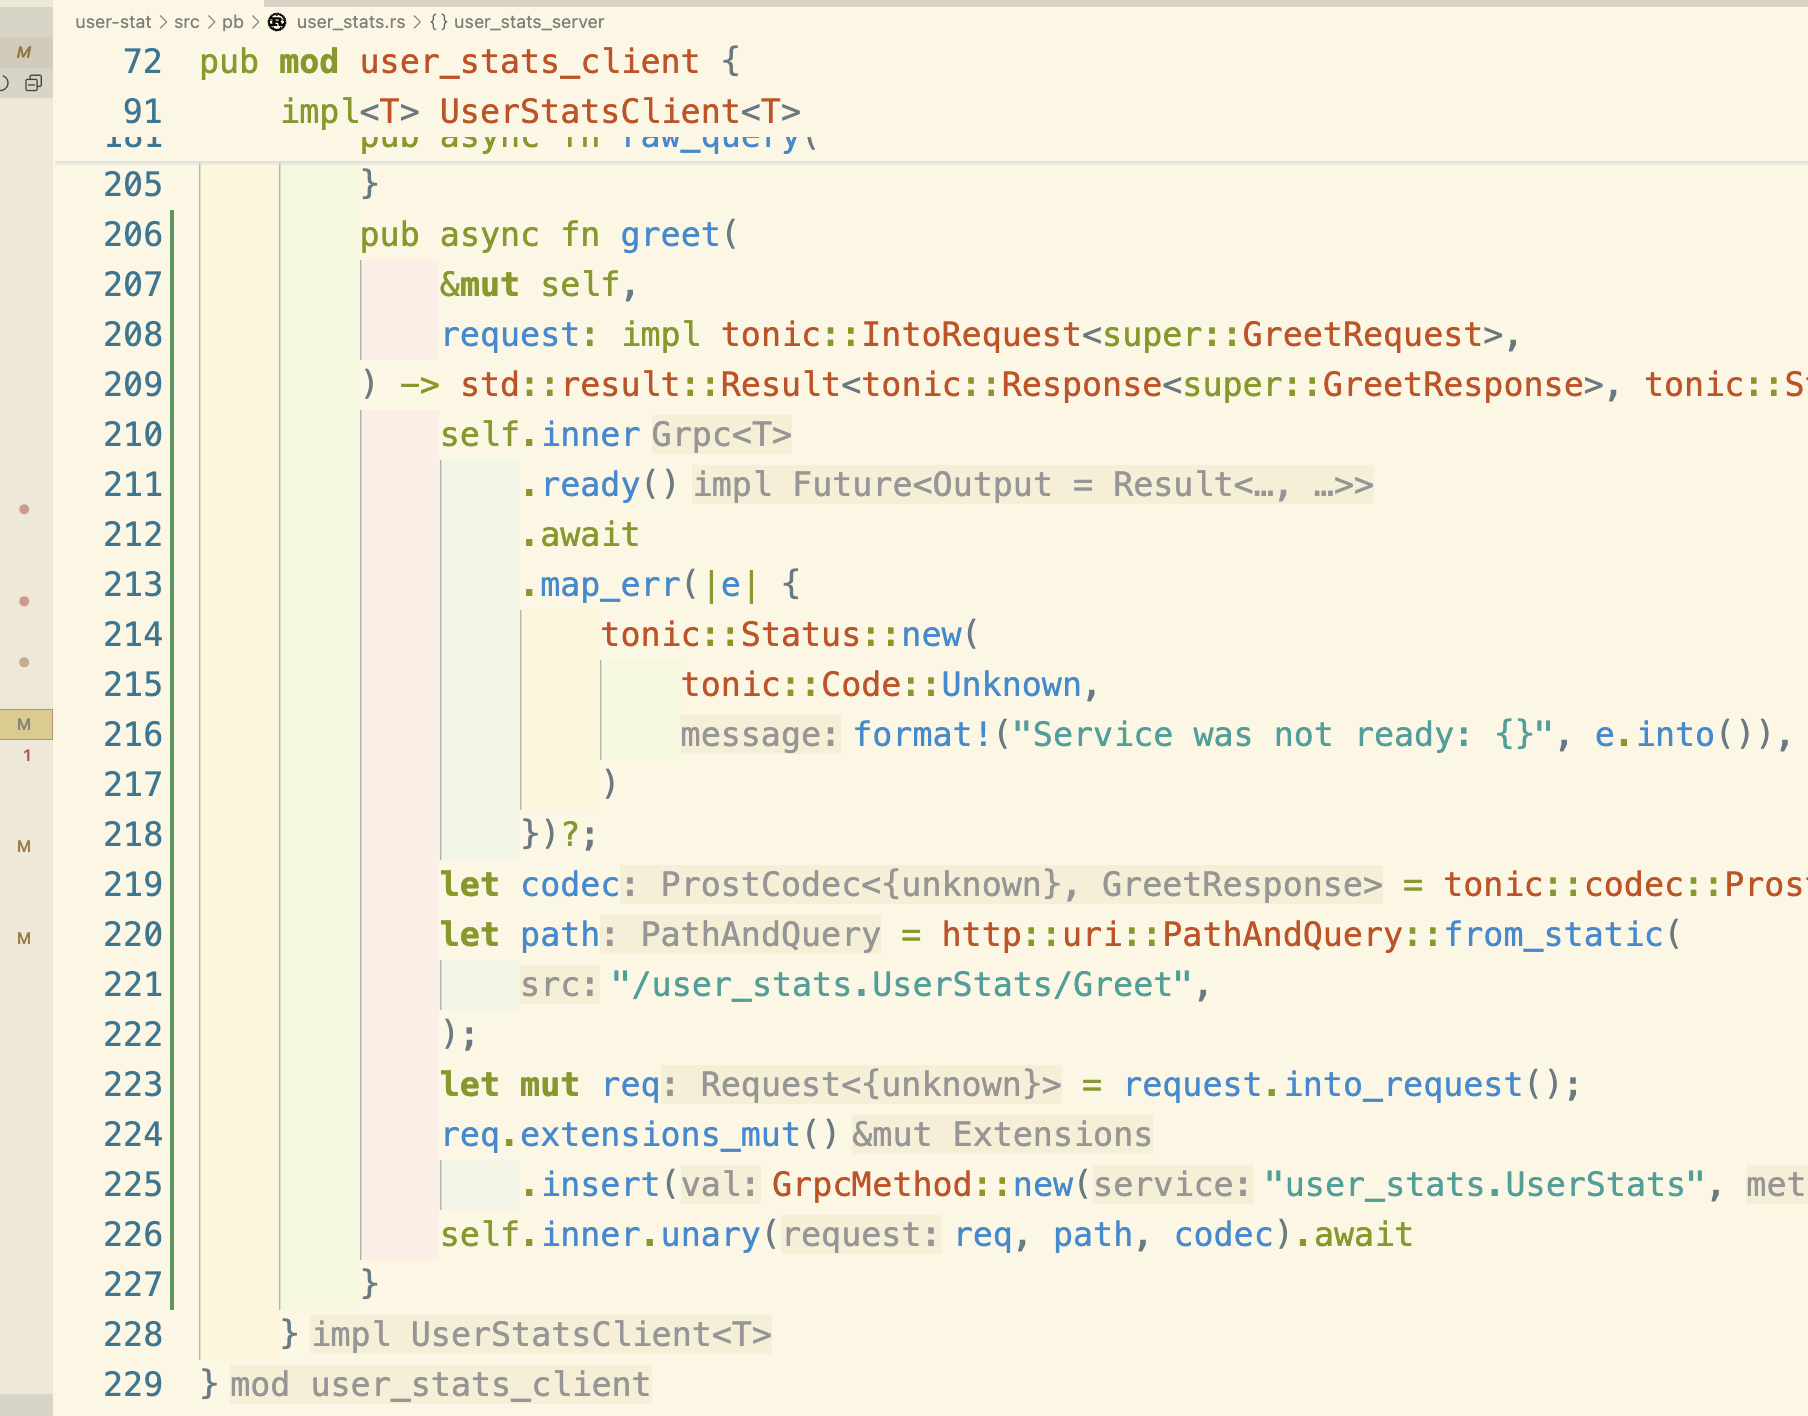 user-stat > src > pb > user_stats.rs > {} user_stats_server
72 pub mod user_stats_client {
91 impl<T> UserStatsClient<T>
181 pub async fn raw_query(
205 }
206 pub async fn greet(
207 &mut self,
208 request: impl tonic::IntoRequest<super::GreetRequest>,
209 ) -> std::result::Result<tonic::Response<super::GreetResponse>, tonic::S
210 self.inner Grpc<T>
211 .ready() impl Future<Output = Result<…, …>>
212 .await
213 .map_err(|e| {
214 tonic::Status::new(
215 tonic::Code::Unknown,
216 message: format!("Service was not ready: {}", e.into()),
217 )
218 })?;
219 let codec: ProstCodec<{unknown}, GreetResponse> = tonic::codec::Pros
220 let path: PathAndQuery = http::uri::PathAndQuery::from_static(
221 src: "/user_stats.UserStats/Greet",
222 );
223 let mut req: Request<{unknown}> = request.into_request();
224 req.extensions_mut() &mut Extensions
225 .insert(val: GrpcMethod::new(service: "user_stats.UserStats", met
226 self.inner.unary(request: req, path, codec).await
227 }
228 } impl UserStatsClient<T>
229 } mod user_stats_client
M
M
1
M
M